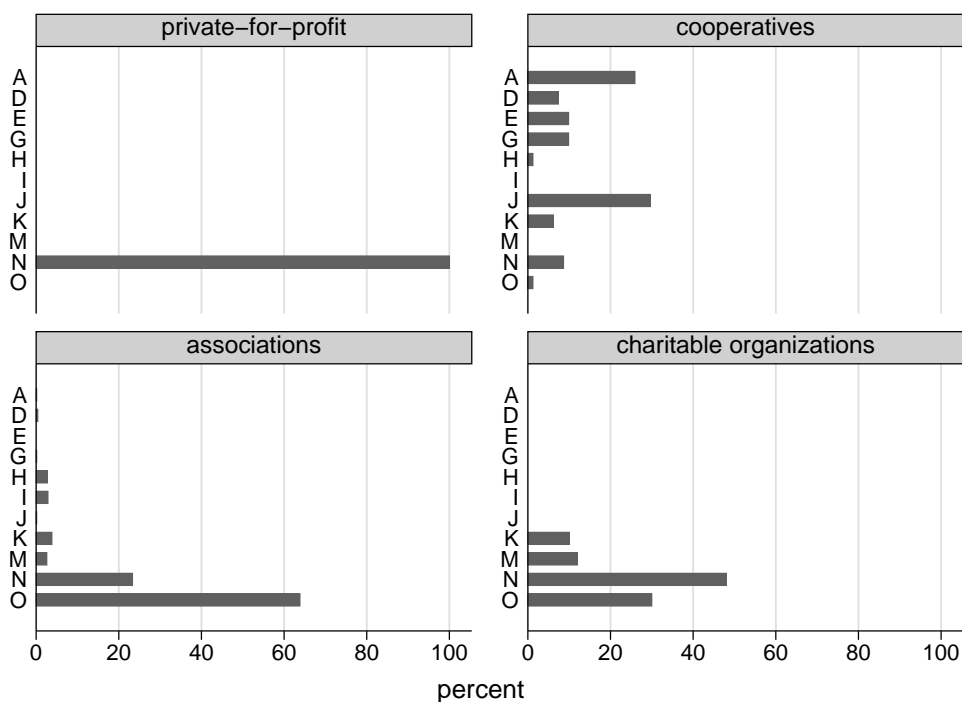 private−for−profit
cooperatives
A
D
E
G
H
I
J
K
M
N
O
A
D
E
G
H
I
J
K
M
N
O
associations
charitable organizations
A
D
E
G
H
I
J
K
M
N
O
A
D
E
G
H
I
J
K
M
N
O
0 20 40 60 80 100
0 20 40 60 80 100
percent